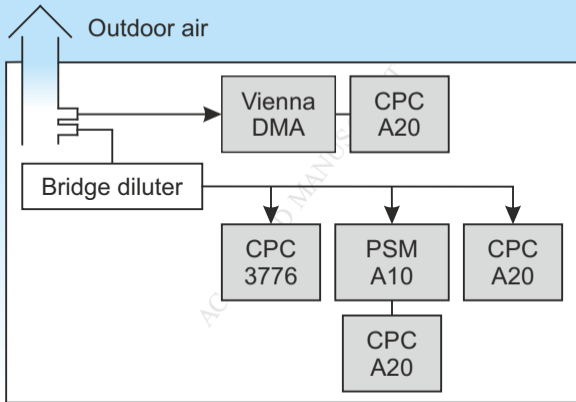 Outdoor air
Vienna
DMA
CPC
A20
Bridge diluter
CPC
3776
PSM
A10
CPC
A20
CPC
A20